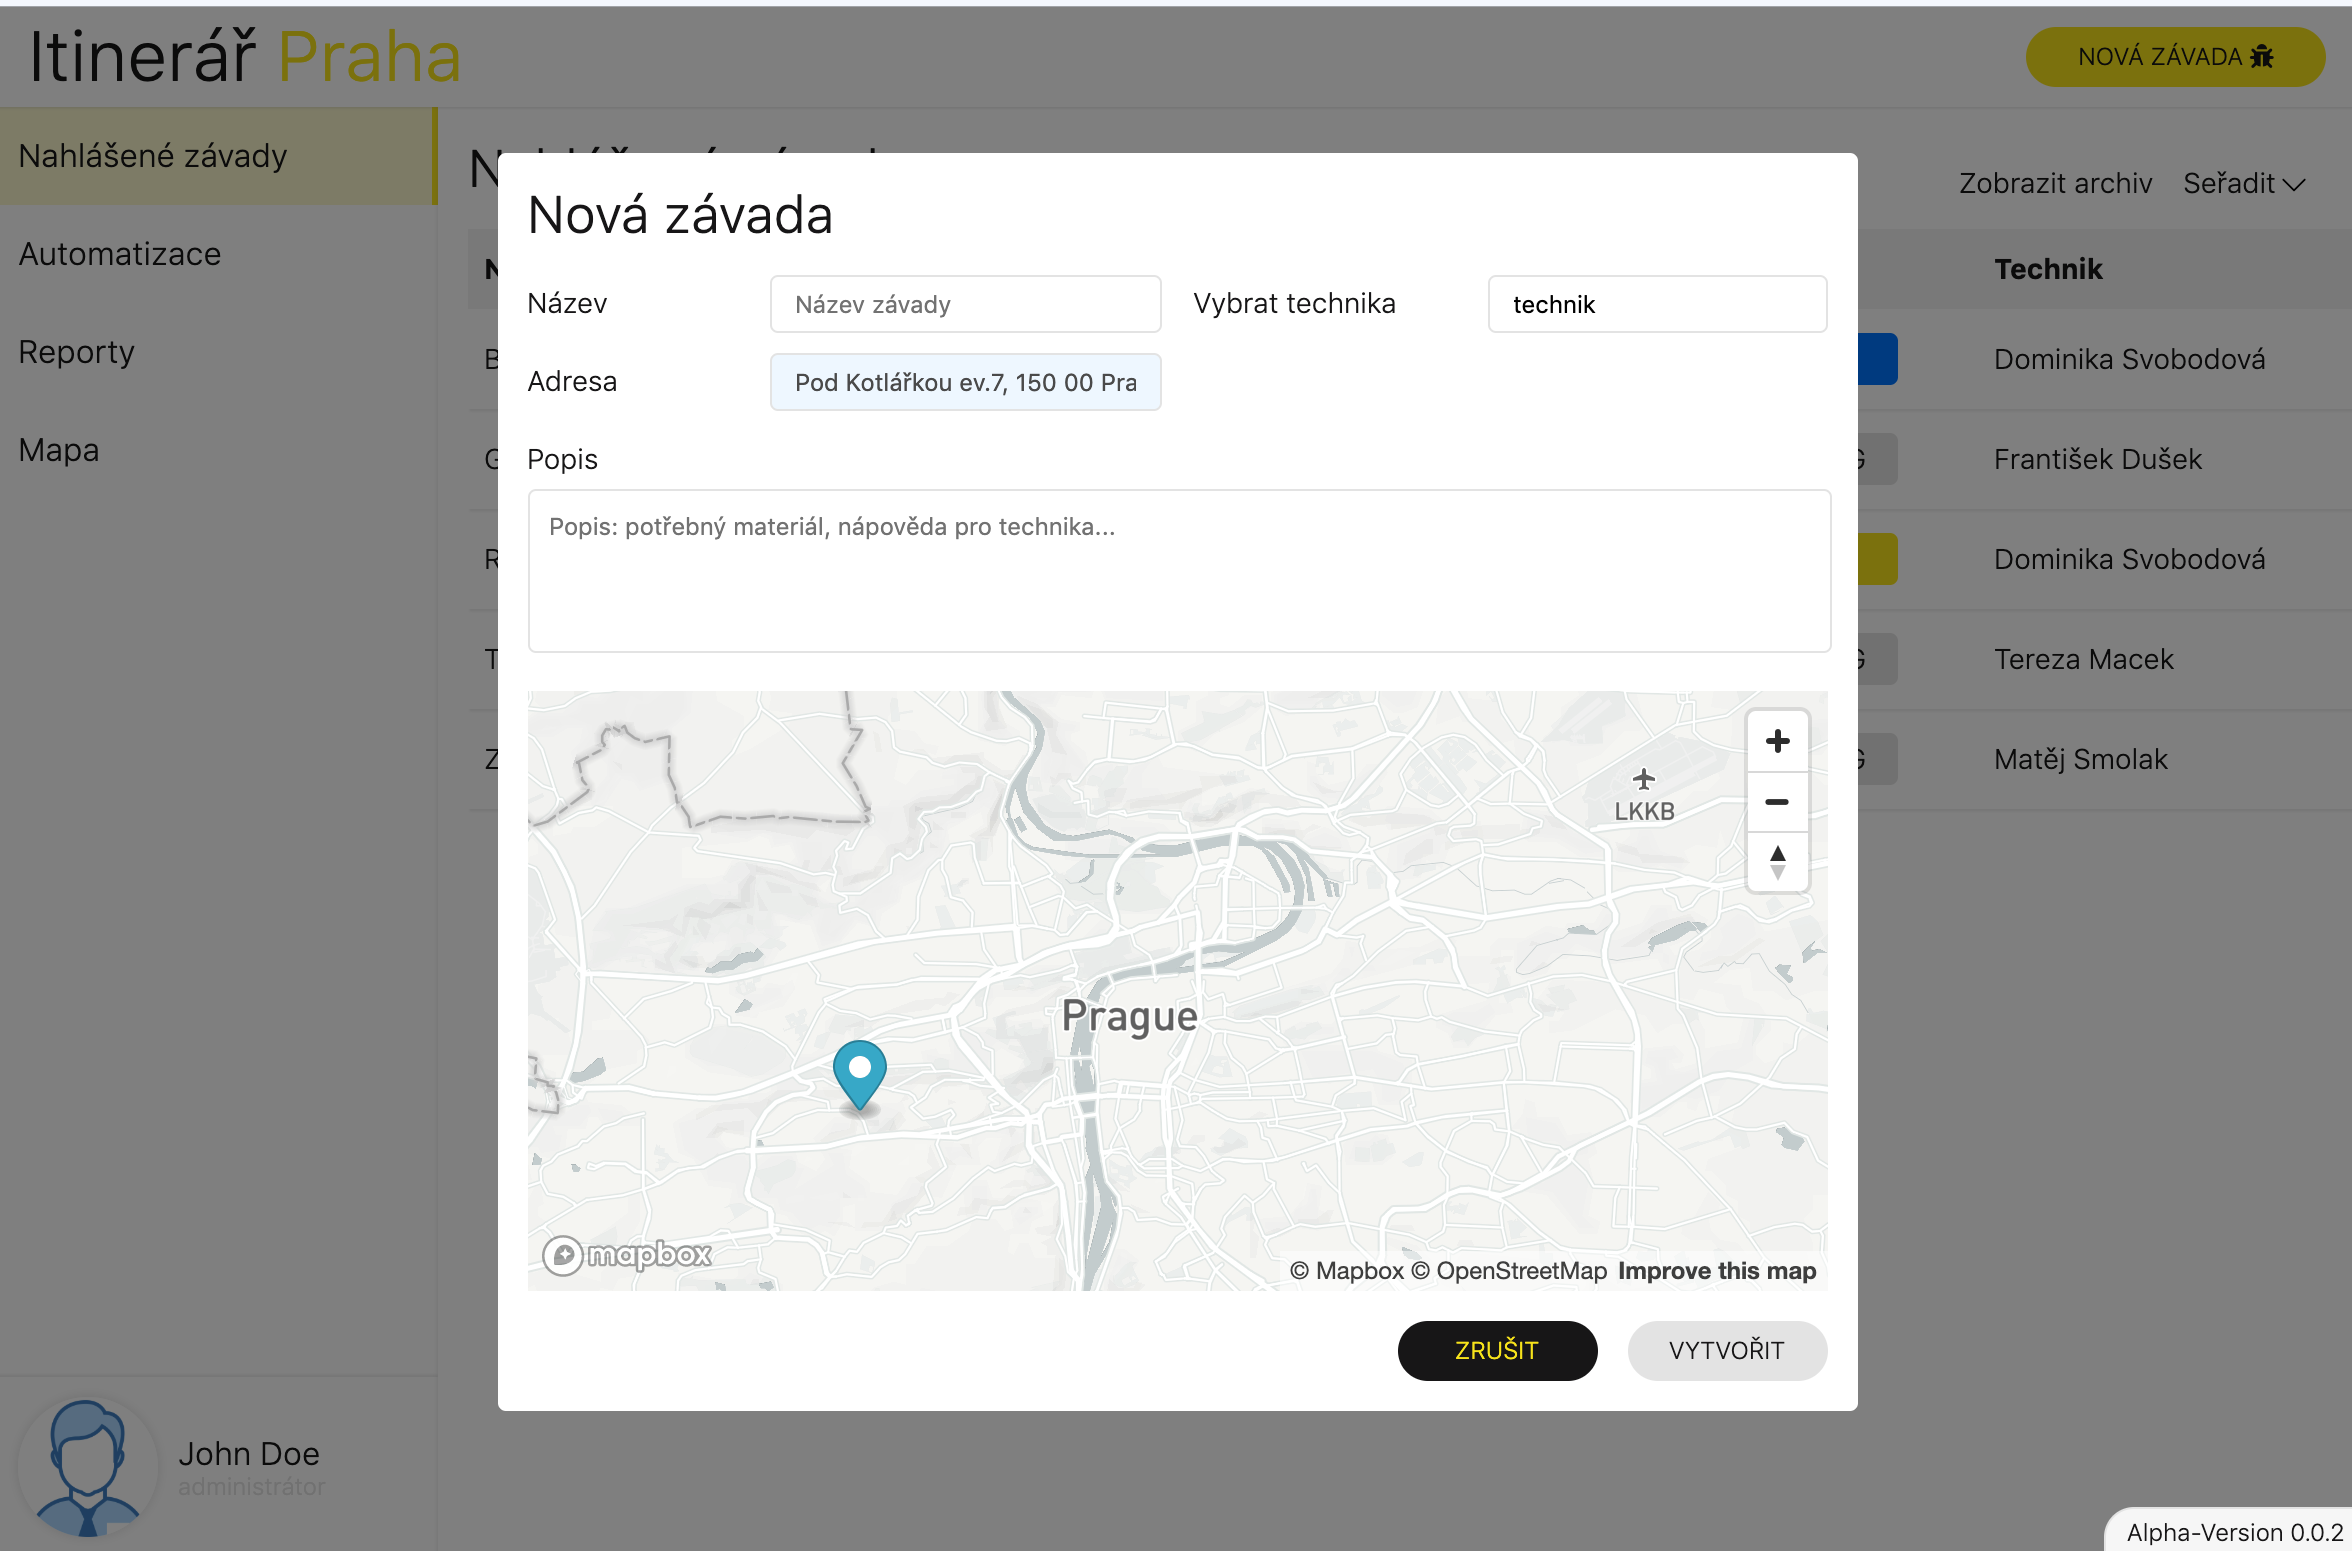 Itinerář Praha
NOVÁ ZÁVADA
Nahlášené závady
Automatizace
Reporty
Mapa
Zobrazit archiv
Seřadit
Technik
Dominika Svobodová
František Dušek
Dominika Svobodová
Tereza Macek
Matěj Smolak
Nová závada
Název
Název závady
Vybrat technika
technik
Adresa
Pod Kotlářkou ev.7, 150 00 Pra
Popis
Popis: potřebný materiál, nápověda pro technika...
LKKB
Prague
mapbox
© Mapbox © OpenStreetMap Improve this map
ZRUŠIT
VYTVOŘIT
John Doe
administrátor
Alpha-Version 0.0.2